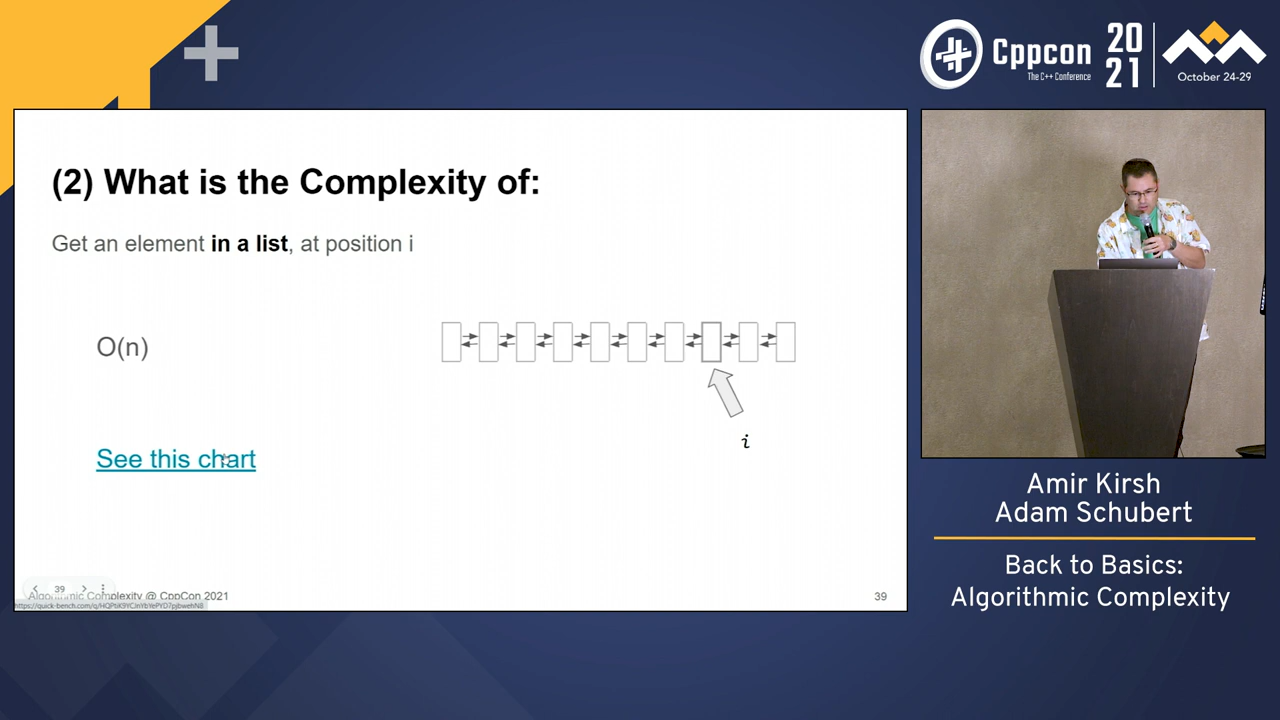 Cppcon
The C++ Conference
20
21
October 24-29
(2) What is the Complexity of:
Get an element in a list, at position i
O(n)
See this chart
i
39
Algorithmic Complexity @ CppCon 2021
39
Amir Kirsh
Adam Schubert
Back to Basics:
Algorithmic Complexity